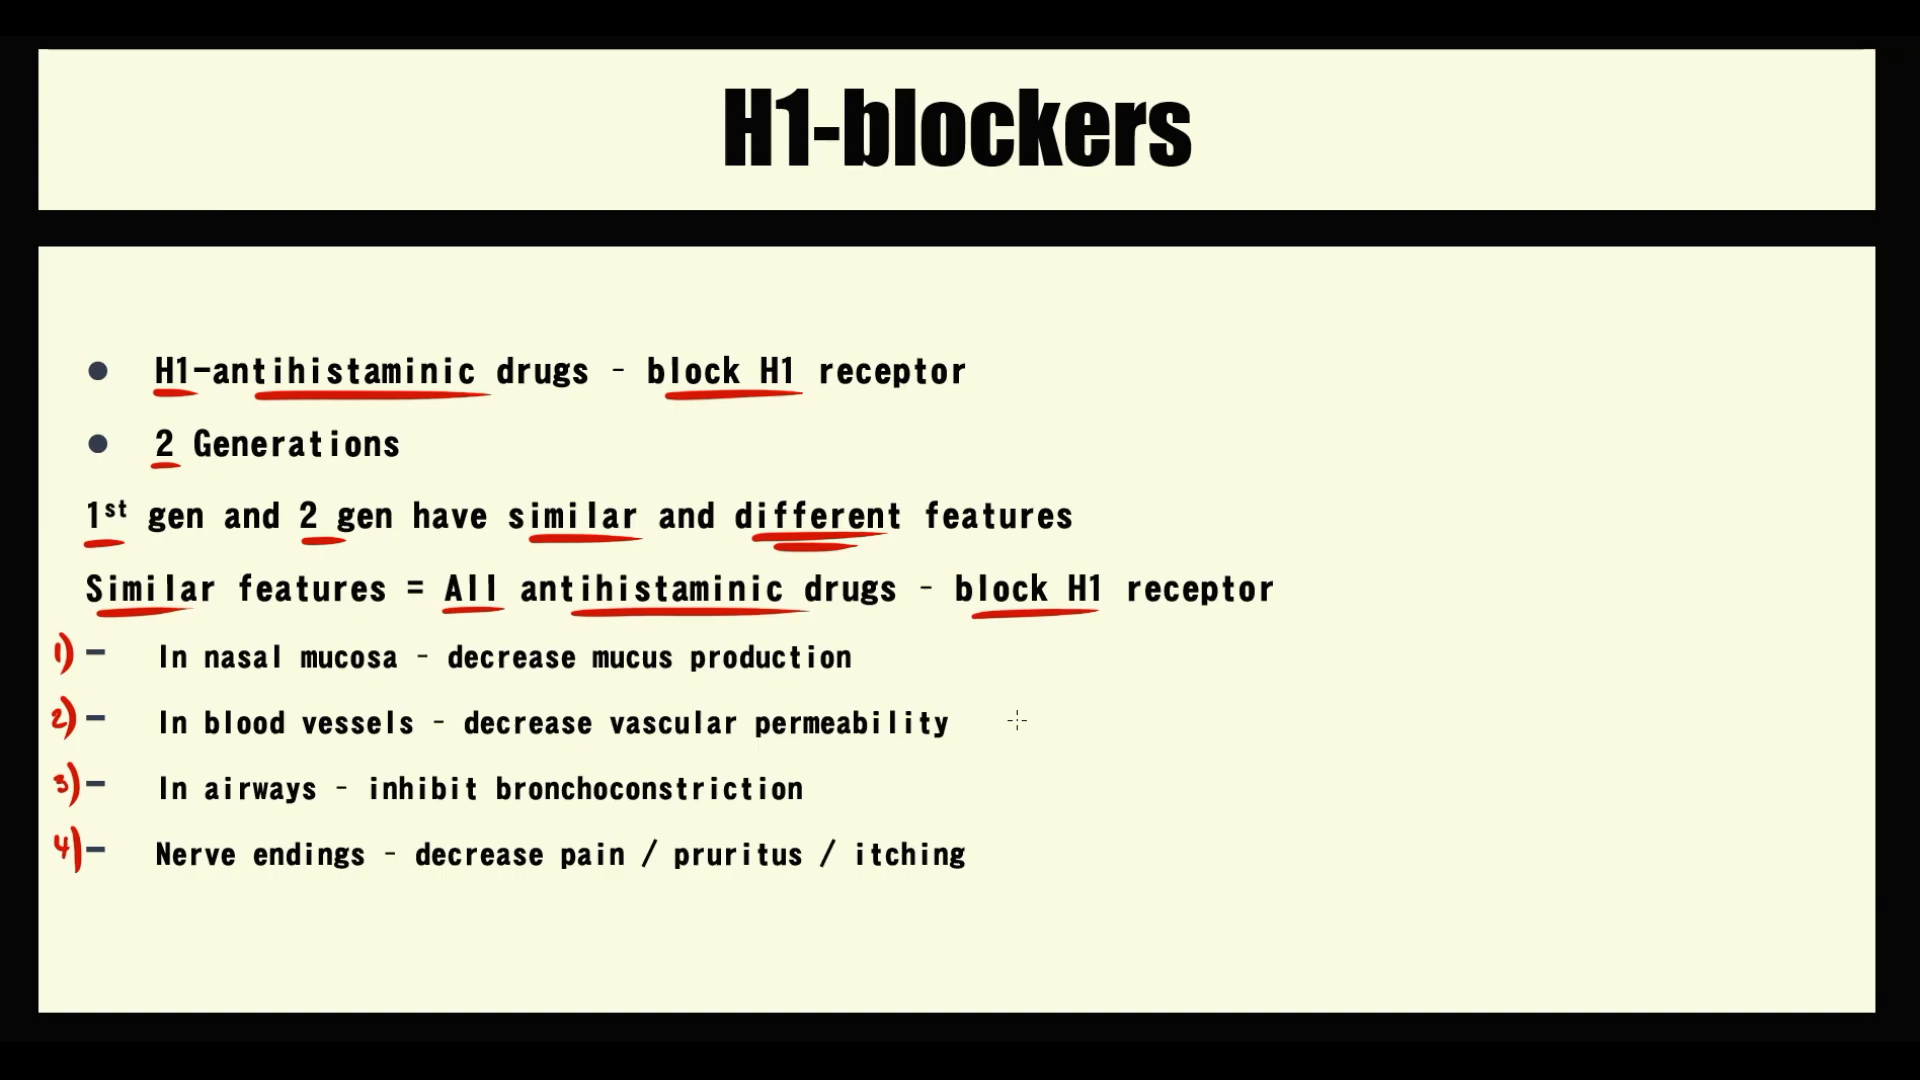 H1-blockers
● H1-antihistaminic drugs - block H1 receptor
● 2 Generations
1st gen and 2 gen have similar and different features
Similar features = All antihistaminic drugs - block H1 receptor
1) - In nasal mucosa - decrease mucus production
2) - In blood vessels - decrease vascular permeability
3) - In airways - inhibit bronchoconstriction
4) - Nerve endings - decrease pain / pruritus / itching